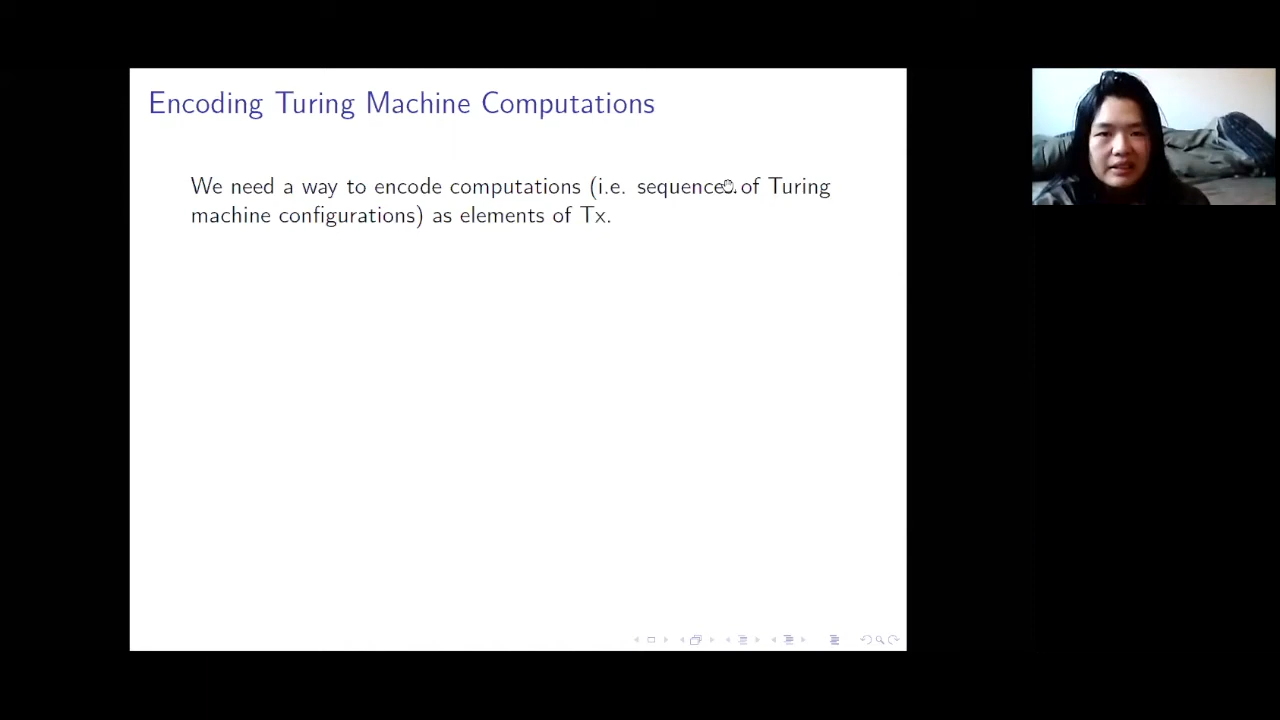 Encoding Turing Machine Computations
We need a way to encode computations (i.e. sequences of Turing
machine configurations) as elements of Tx.